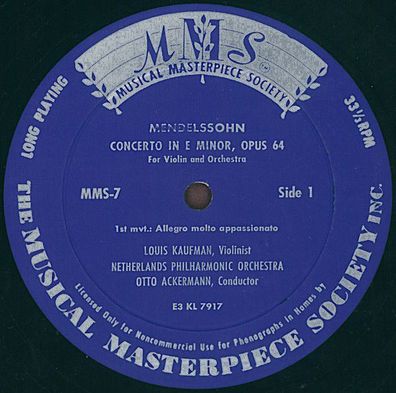 MMS
MUSICAL MASTERPIECE SOCIETY
LONG PLAYING
33⅓ RPM
MENDELSSOHN
CONCERTO IN E MINOR, OPUS 64
For Violin and Orchestra
MMS-7
Side 1
1st mvt.: Allegro molto appassionato
LOUIS KAUFMAN, Violinist
NETHERLANDS PHILHARMONIC ORCHESTRA
OTTO ACKERMANN, Conductor
E3 KL 7917
Licensed Only for Noncommercial Use for Phonographs in Homes by
THE MUSICAL MASTERPIECE SOCIETY INC.